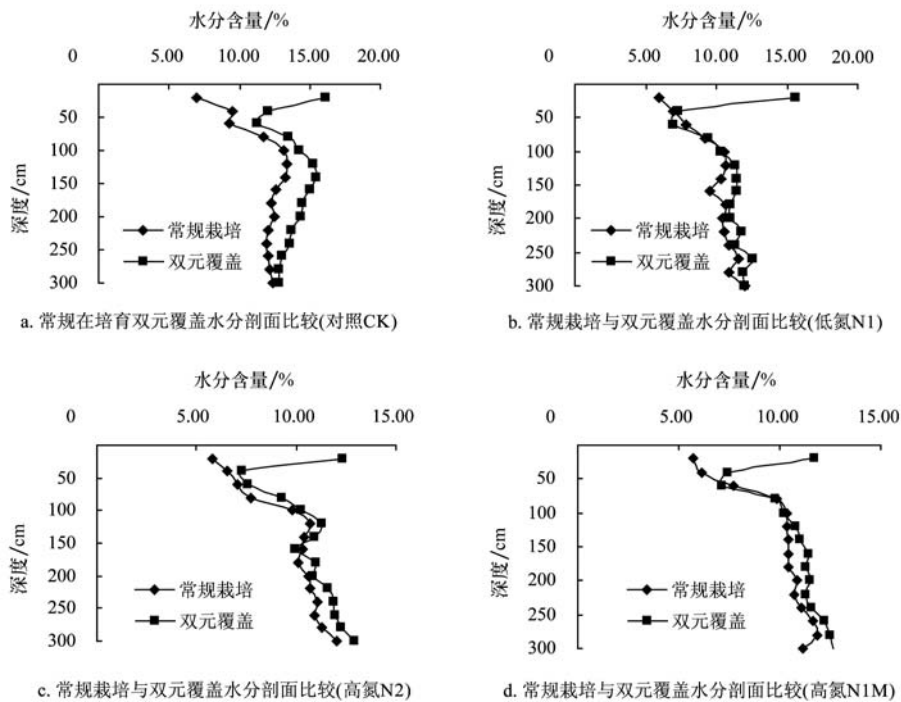 水分含量/%
0 5.00 10.00 15.00 20.00
50
100
150
200
250
300
深度/cm
常规栽培
双元覆盖
a. 常规在培育双元覆盖水分剖面比较(对照CK)
水分含量/%
0 5.00 10.00 15.00 20.00
50
100
150
200
250
300
深度/cm
常规栽培
双元覆盖
b. 常规栽培与双元覆盖水分剖面比较(低氮N1)
水分含量/%
0 5.00 10.00 15.00
50
100
150
200
250
300
深度/cm
常规栽培
双元覆盖
c. 常规栽培与双元覆盖水分剖面比较(高氮N2)
水分含量/%
0 5.00 10.00 15.00
50
100
150
200
250
300
深度/cm
常规栽培
双元覆盖
d. 常规栽培与双元覆盖水分剖面比较(高氮N1M)